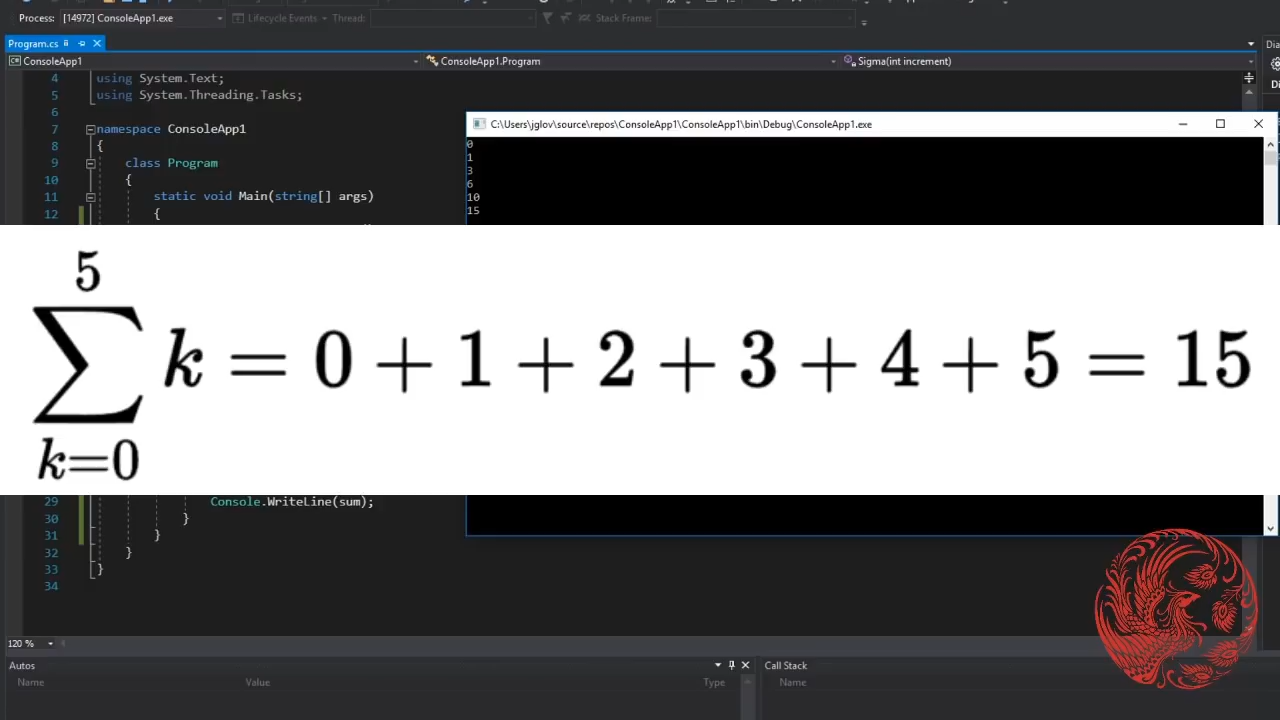 Process: [14972] ConsoleApp1.exe Lifecycle Events Thread: Stack Frame:
Program.cs
ConsoleApp1 ConsoleApp1.Program Sigma(int increment)
4 using System.Text;
5 using System.Threading.Tasks;
6
7 namespace ConsoleApp1
8 {
9 class Program
10 {
11 static void Main(string[] args)
12 {
C:\Users\jglov\source\repos\ConsoleApp1\ConsoleApp1\bin\Debug\ConsoleApp1.exe
0
1
3
6
10
15
5
∑ k = 0 + 1 + 2 + 3 + 4 + 5 = 15
k=0
29 Console.WriteLine(sum);
30 }
31 }
32 }
33 }
34
120 %
Autos
Name Value Type
Call Stack
Name